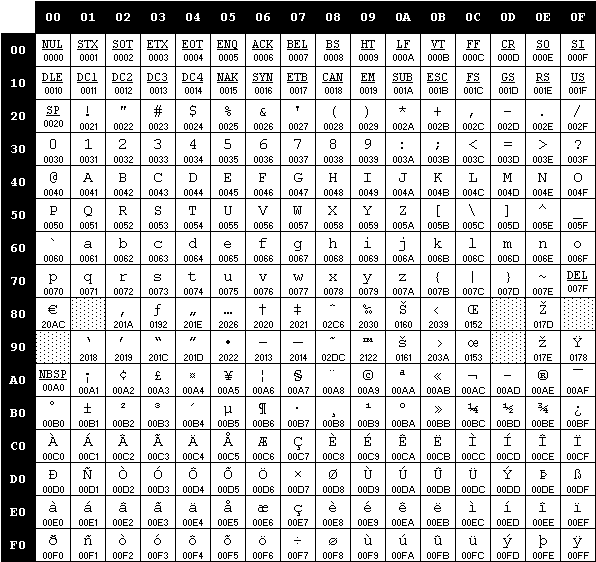 00 01 02 03 04 05 06 07 08 09 0A 0B 0C 0D 0E 0F
00 NUL STX SOT ETX EOT ENQ ACK BEL BS HT LF VT FF CR SO SI
0000 0001 0002 0003 0004 0005 0006 0007 0008 0009 000A 000B 000C 000D 000E 000F
10 DLE DC1 DC2 DC3 DC4 NAK SYN ETB CAN EM SUB ESC FS GS RS US
0010 0011 0012 0013 0014 0015 0016 0017 0018 0019 001A 001B 001C 001D 001E 001F
20 SP ! " # $ % & ' ( ) * + , - . /
0020 0021 0022 0023 0024 0025 0026 0027 0028 0029 002A 002B 002C 002D 002E 002F
30 0 1 2 3 4 5 6 7 8 9 : ; < = > ?
0030 0031 0032 0033 0034 0035 0036 0037 0038 0039 003A 003B 003C 003D 003E 003F
40 @ A B C D E F G H I J K L M N O
0040 0041 0042 0043 0044 0045 0046 0047 0048 0049 004A 004B 004C 004D 004E 004F
50 P Q R S T U V W X Y Z [ \ ] ^ _
0050 0051 0052 0053 0054 0055 0056 0057 0058 0059 005A 005B 005C 005D 005E 005F
60 ` a b c d e f g h i j k l m n o
0060 0061 0062 0063 0064 0065 0066 0067 0068 0069 006A 006B 006C 006D 006E 006F
70 p q r s t u v w x y z { | } ~ DEL
0070 0071 0072 0073 0074 0075 0076 0077 0078 0079 007A 007B 007C 007D 007E 007F
80 € ‚ ƒ „ … † ‡ ˆ ‰ Š ‹ Œ Ž
20AC 201A 0192 201E 2026 2020 2021 02C6 2030 0160 2039 0152 017D
90 ‘ ’ “ ” • – — ˜ ™ š › œ ž Ÿ
2018 2019 201C 201D 2022 2013 2014 02DC 2122 0161 203A 0153 017E 0178
A0 NBSP ¡ ¢ £ ¤ ¥ ¦ § ¨ © ª « ¬ - ® ¯
00A0 00A1 00A2 00A3 00A4 00A5 00A6 00A7 00A8 00A9 00AA 00AB 00AC 00AD 00AE 00AF
B0 ° ± ² ³ ´ µ ¶ · ¸ ¹ º » ¼ ½ ¾ ¿
00B0 00B1 00B2 00B3 00B4 00B5 00B6 00B7 00B8 00B9 00BA 00BB 00BC 00BD 00BE 00BF
C0 À Á Â Ã Ä Å Æ Ç È É Ê Ë Ì Í Î Ï
00C0 00C1 00C2 00C3 00C4 00C5 00C6 00C7 00C8 00C9 00CA 00CB 00CC 00CD 00CE 00CF
D0 Ð Ñ Ò Ó Ô Õ Ö × Ø Ù Ú Û Ü Ý Þ ß
00D0 00D1 00D2 00D3 00D4 00D5 00D6 00D7 00D8 00D9 00DA 00DB 00DC 00DD 00DE 00DF
E0 à á â ã ä å æ ç è é ê ë ì í î ï
00E0 00E1 00E2 00E3 00E4 00E5 00E6 00E7 00E8 00E9 00EA 00EB 00EC 00ED 00EE 00EF
F0 ð ñ ò ó ô õ ö ÷ ø ù ú û ü ý þ ÿ
00F0 00F1 00F2 00F3 00F4 00F5 00F6 00F7 00F8 00F9 00FA 00FB 00FC 00FD 00FE 00FF